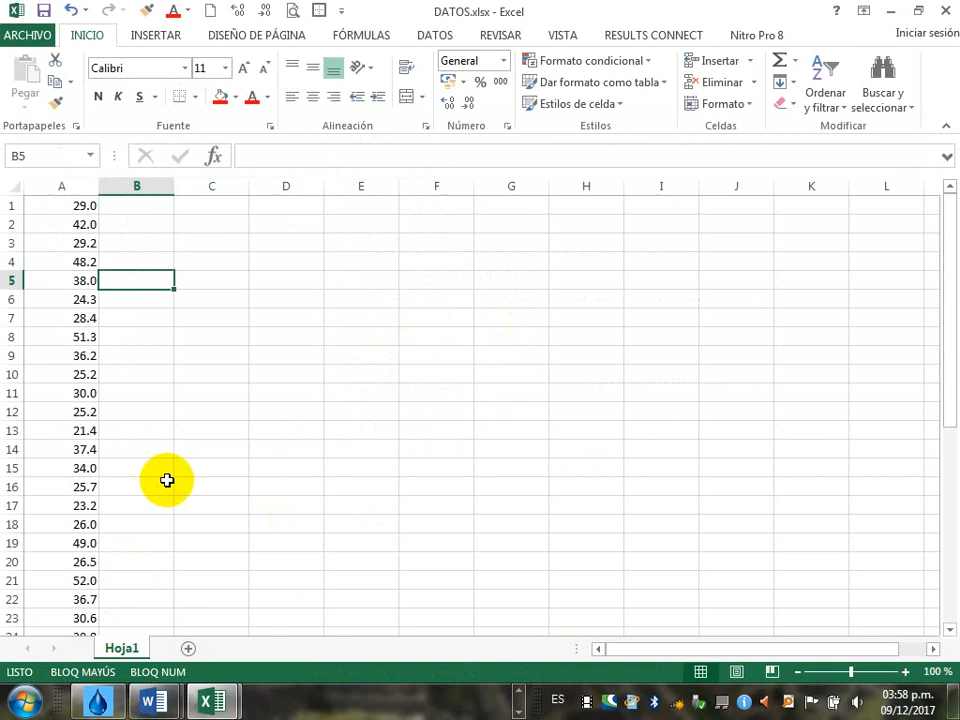 DATOS.xlsx - Excel
ARCHIVO INICIO INSERTAR DISEÑO DE PÁGINA FÓRMULAS DATOS REVISAR VISTA RESULTS CONNECT Nitro Pro 8 Iniciar sesión
Pegar
Calibri 11
N K S
General
% 000
Formato condicional
Dar formato como tabla
Estilos de celda
Insertar
Eliminar
Formato
Ordenar y filtrar
Buscar y seleccionar
Portapapeles Fuente Alineación Número Estilos Celdas Modificar
B5 fx
A B C D E F G H I J K L
1 29.0
2 42.0
3 29.2
4 48.2
5 38.0
6 24.3
7 28.4
8 51.3
9 36.2
10 25.2
11 30.0
12 25.2
13 21.4
14 37.4
15 34.0
16 25.7
17 23.2
18 26.0
19 49.0
20 26.5
21 52.0
22 36.7
23 30.6
Hoja1
LISTO BLOQ MAYÚS BLOQ NUM 100 %
ES 03:58 p.m.
09/12/2017